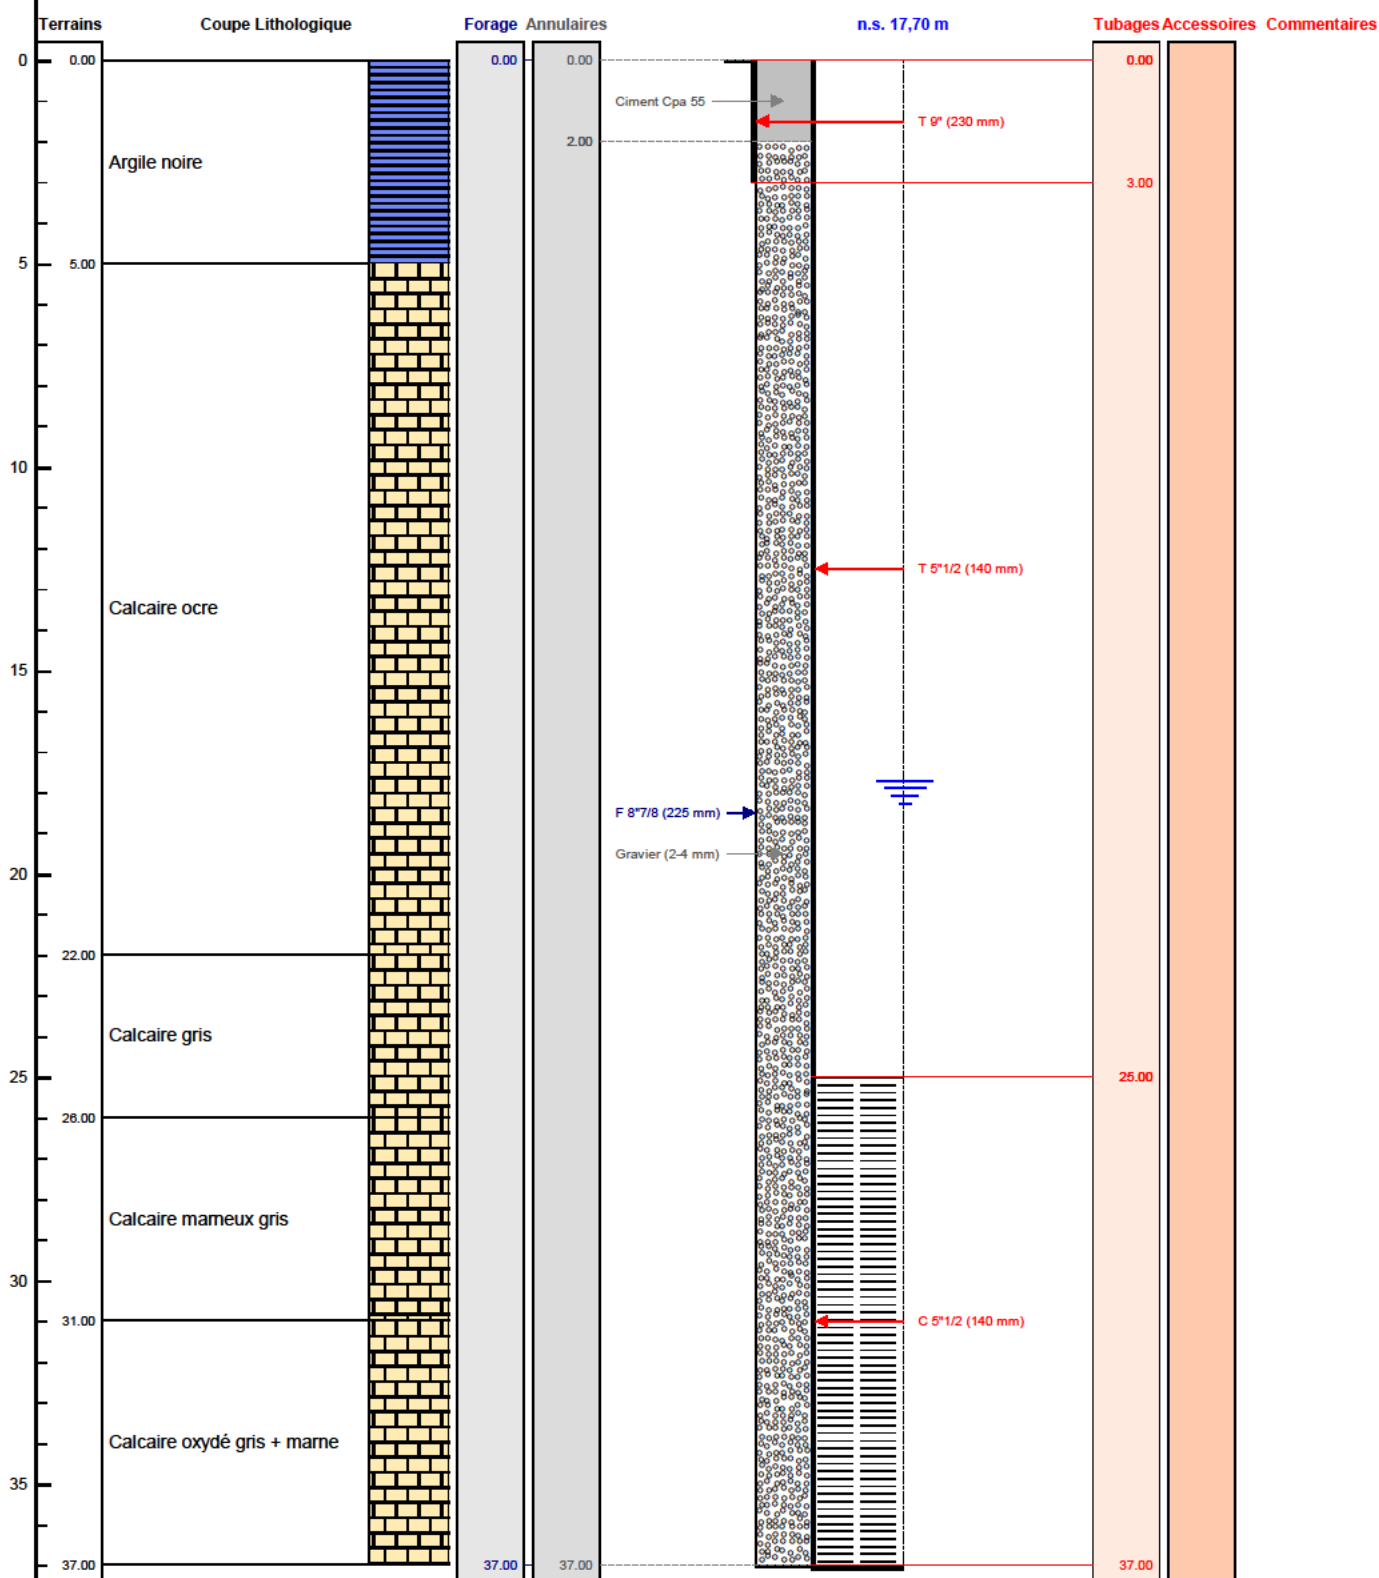 Terrains Coupe Lithologique Forage Annulaires n.s. 17,70 m Tubages Accessoires Commentaires
0 0.00 0.00 0.00 0.00
Ciment Cpa 55
T 9" (230 mm)
2.00
Argile noire
3.00
5 5.00
10
T 5"1/2 (140 mm)
Calcaire ocre
15
F 8"7/8 (225 mm)
Gravier (2-4 mm)
20
22.00
Calcaire gris
25 25.00
26.00
Calcaire marneux gris
30
31.00 C 5"1/2 (140 mm)
Calcaire oxydé gris + marne
35
37.00 37.00 37.00 37.00